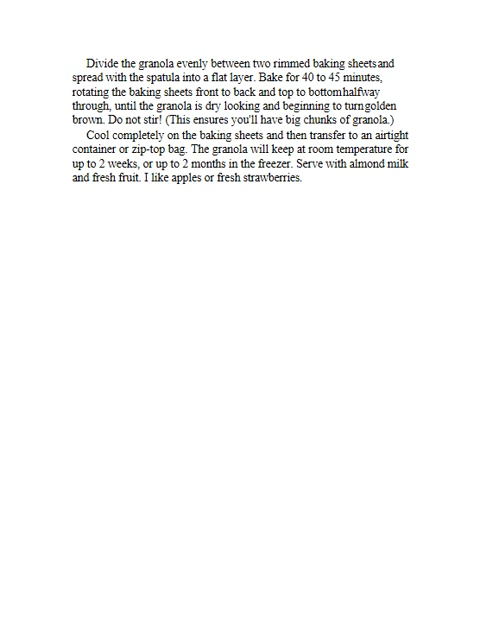 Divide the granola evenly between two rimmed baking sheets and
spread with the spatula into a flat layer. Bake for 40 to 45 minutes,
rotating the baking sheets front to back and top to bottom halfway
through, until the granola is dry looking and beginning to turn golden
brown. Do not stir! (This ensures you'll have big chunks of granola.)
Cool completely on the baking sheets and then transfer to an airtight
container or zip-top bag. The granola will keep at room temperature for
up to 2 weeks, or up to 2 months in the freezer. Serve with almond milk
and fresh fruit. I like apples or fresh strawberries.